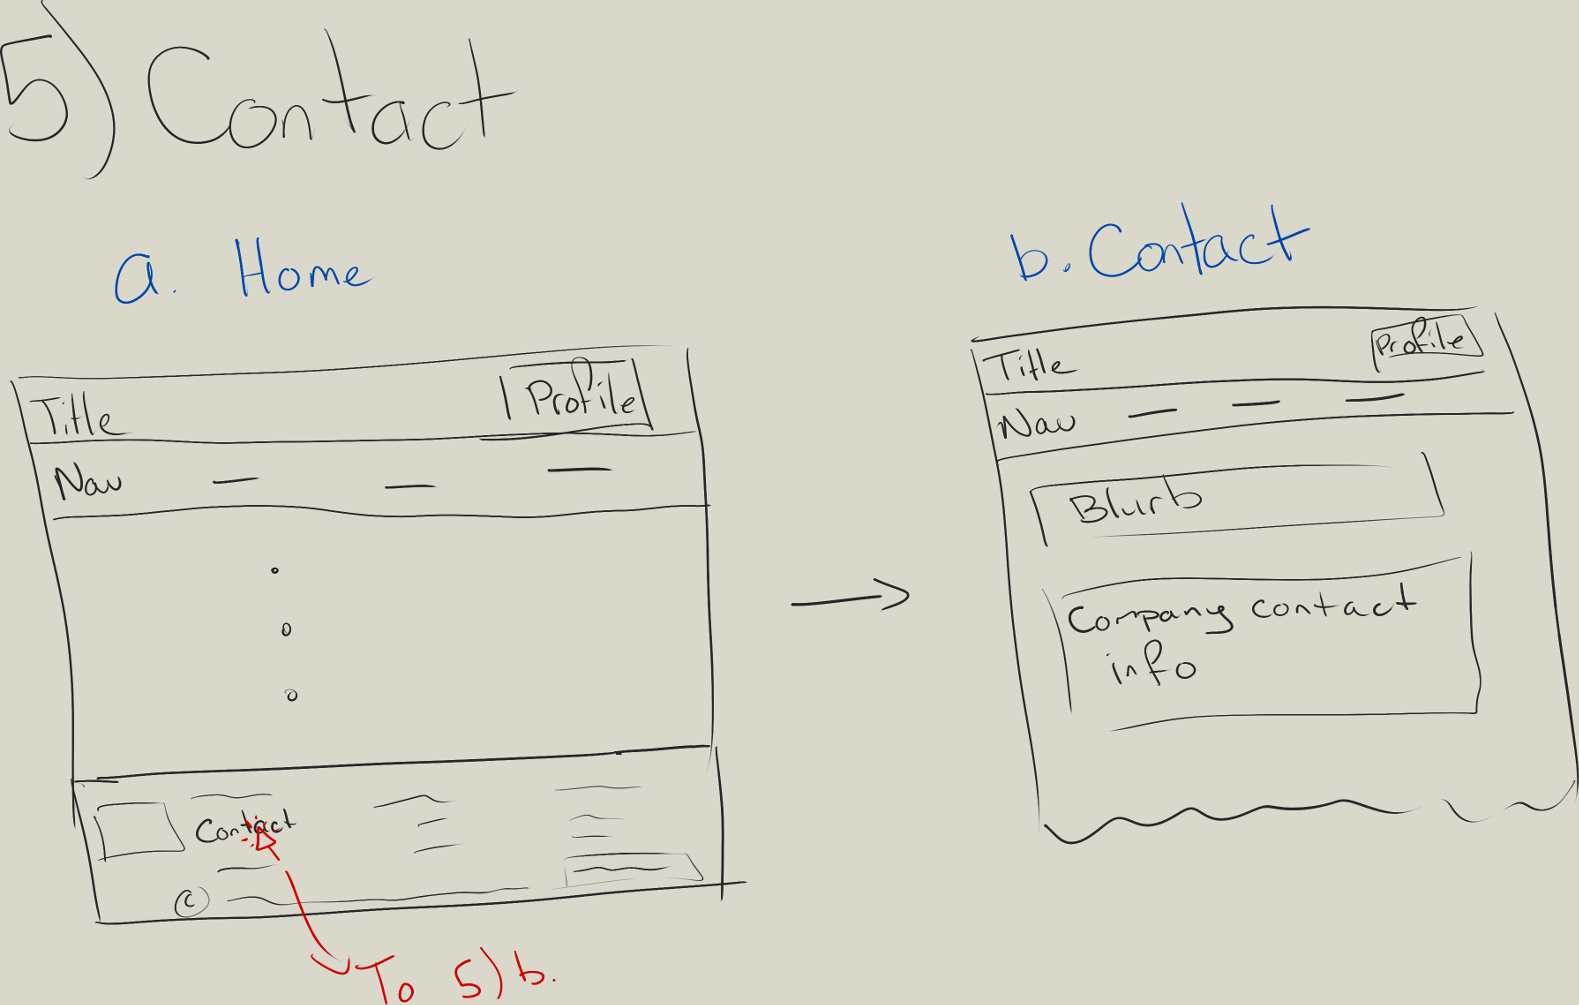 5) Contact
a. Home
Title
Profile
Nav
Contact
©
To 5) b.
b. Contact
Title
Profile
Nav
Blurb
Company contact
info